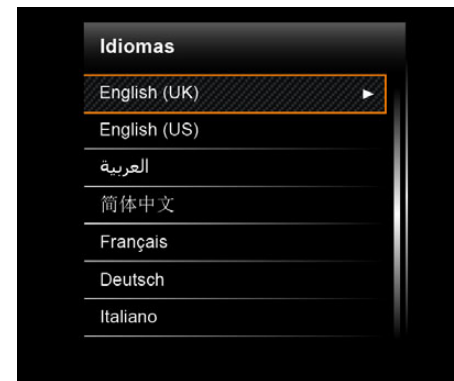 Idiomas
English (UK)
English (US)
العربية
简体中文
Français
Deutsch
Italiano